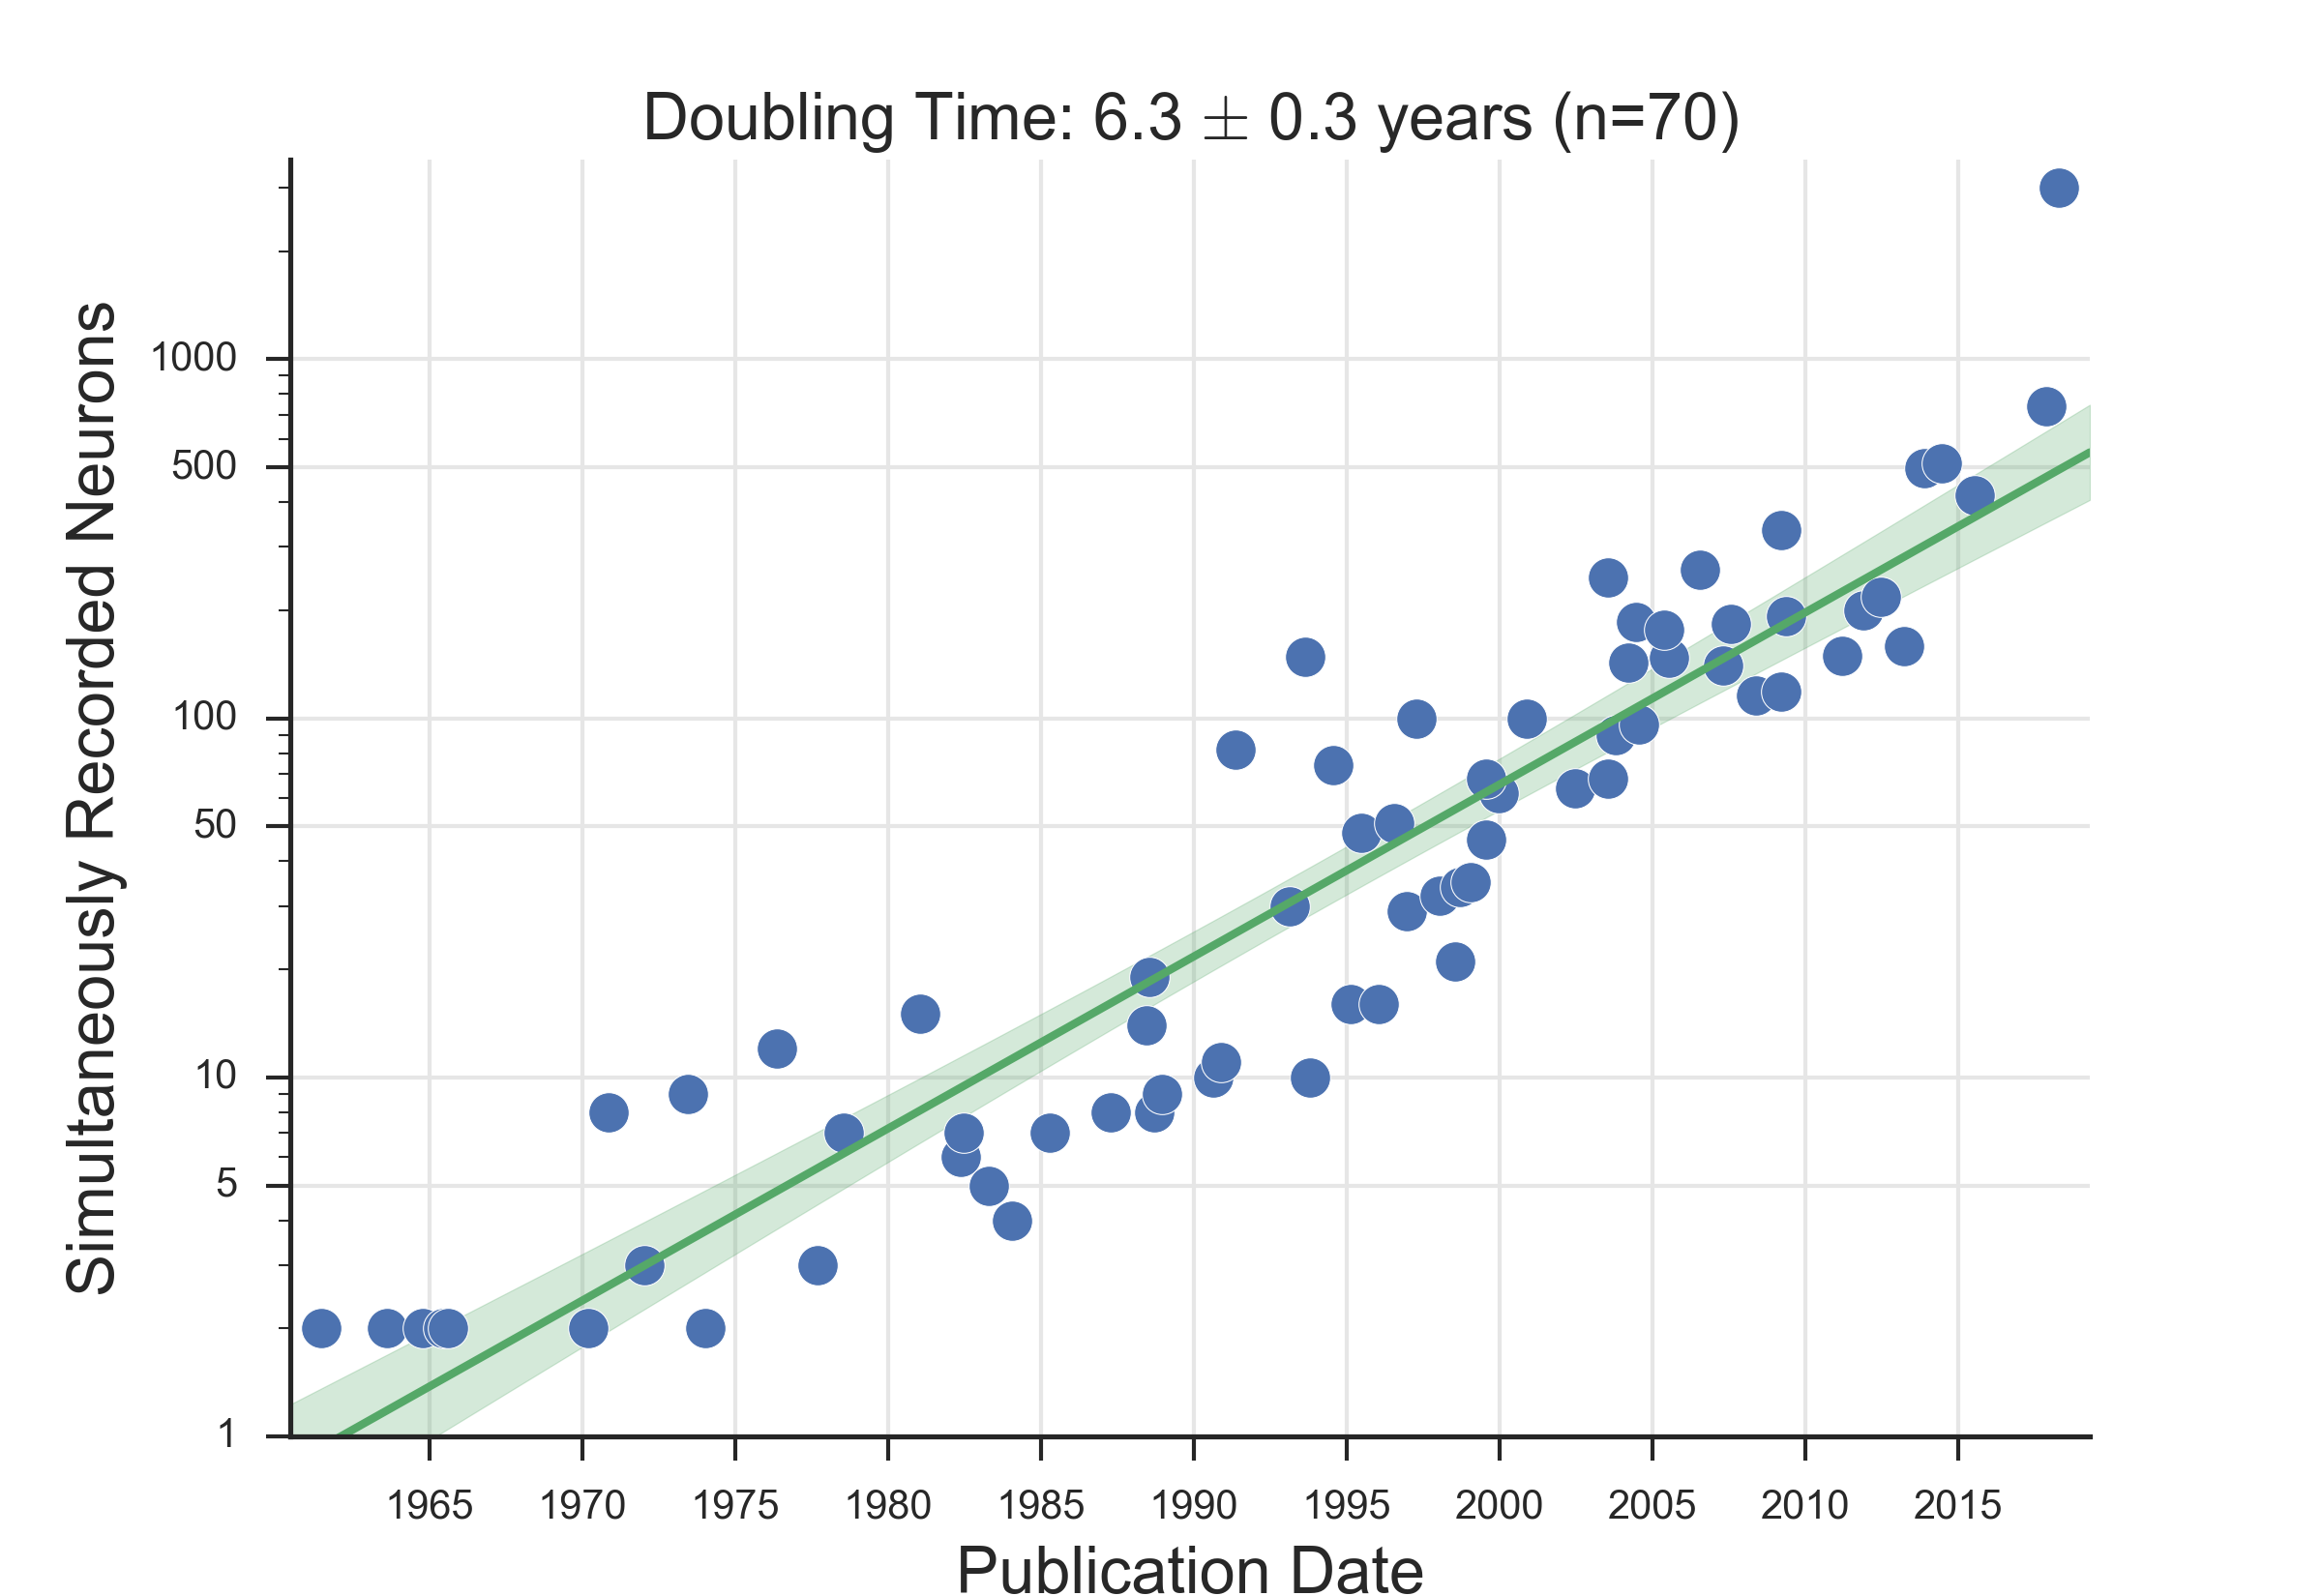 Doubling Time: 6.3 ± 0.3 years (n=70)
Simultaneously Recorded Neurons
1000
500
100
50
10
5
1
1965 1970 1975 1980 1985 1990 1995 2000 2005 2010 2015
Publication Date